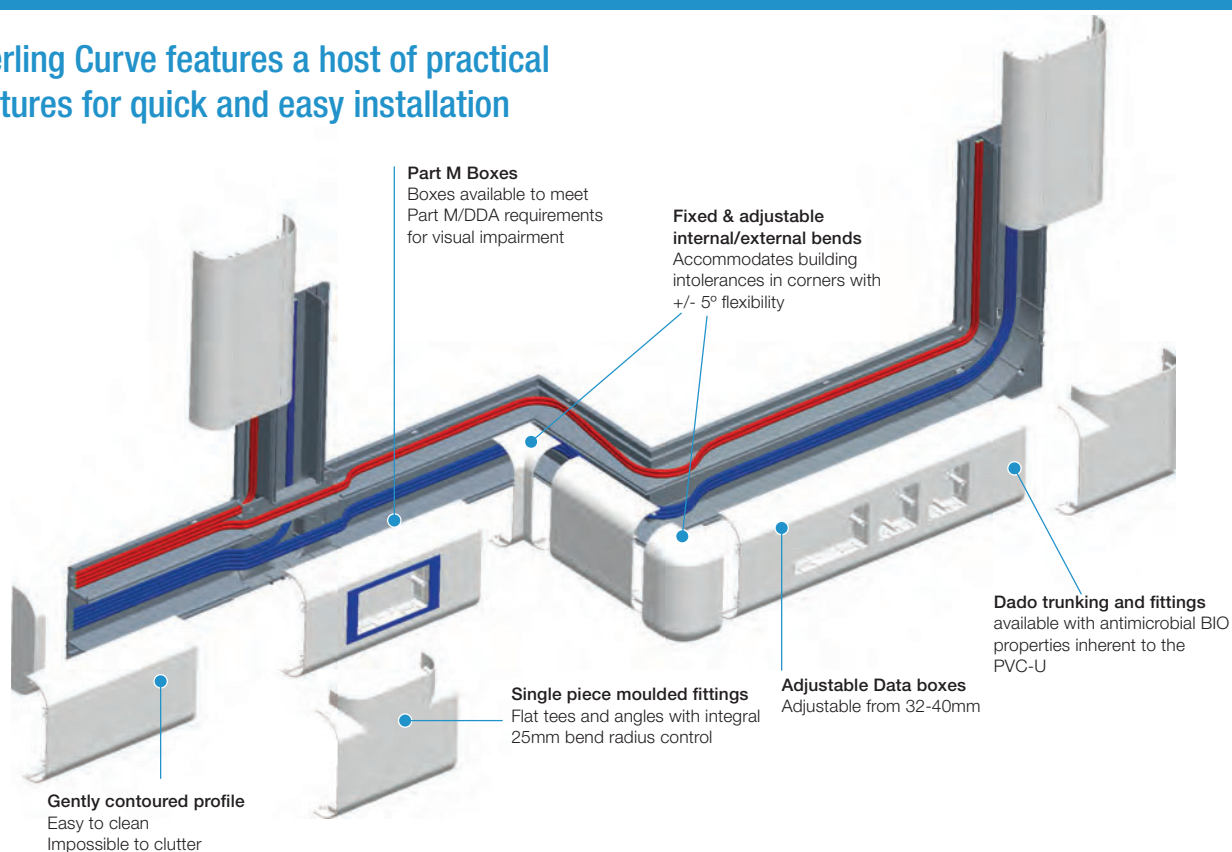 erling Curve features a host of practical
tures for quick and easy installation
Part M Boxes
Boxes available to meet
Part M/DDA requirements
for visual impairment
Fixed & adjustable
internal/external bends
Accommodates building
intolerances in corners with
+/- 5º flexibility
Dado trunking and fittings
available with antimicrobial BIO
properties inherent to the
PVC-U
Adjustable Data boxes
Adjustable from 32-40mm
Single piece moulded fittings
Flat tees and angles with integral
25mm bend radius control
Gently contoured profile
Easy to clean
Impossible to clutter